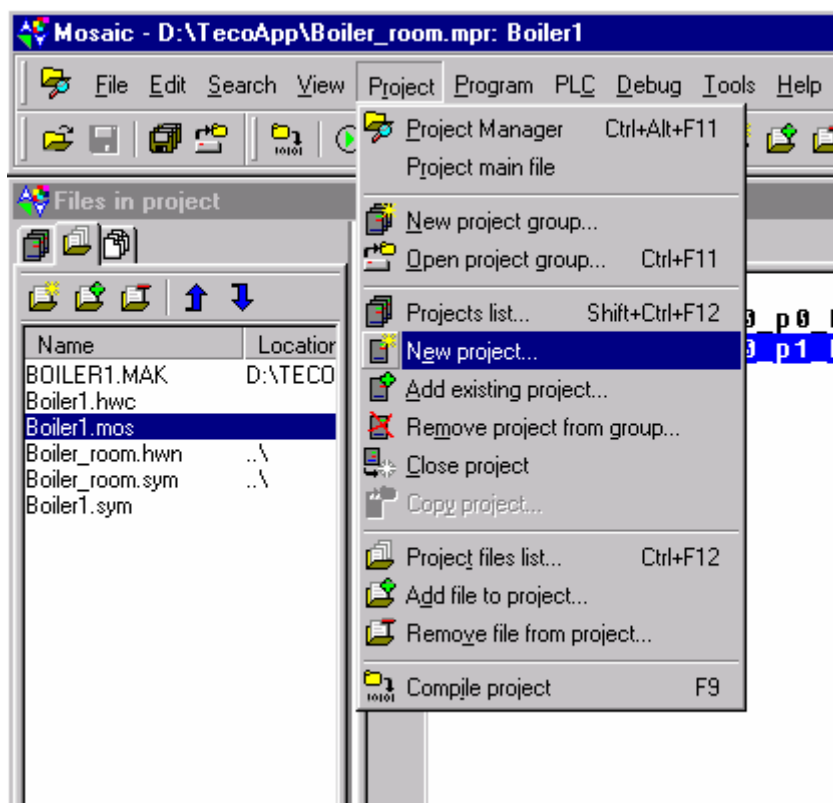 Mosaic - D:\TecoApp\Boiler_room.mpr: Boiler1
File Edit Search View Project Program PLC Debug Tools Help
Project Manager Ctrl+Alt+F11
Project main file
Files in project
New project group...
Open project group... Ctrl+F11
Projects list... Shift+Ctrl+F12
Name Location
New project...
BOILER1.MAK D:\TECO
Add existing project...
Boiler1.hwc
Boiler1.mos
Remove project from group...
Boiler_room.hwn ..\
Close project
Boiler_room.sym ..\
Boiler1.sym
Copy project...
Project files list... Ctrl+F12
Add file to project...
Remove file from project...
Compile project F9